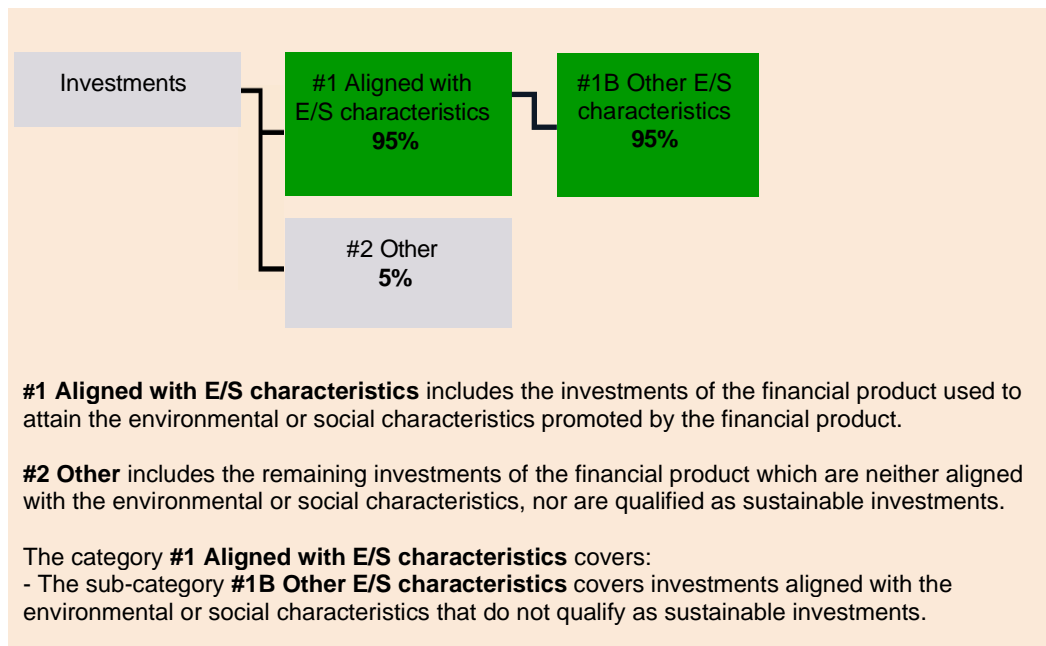 Investments
#1 Aligned with
E/S characteristics
95%
#1B Other E/S
characteristics
95%
#2 Other
5%
#1 Aligned with E/S characteristics includes the investments of the financial product used to
attain the environmental or social characteristics promoted by the financial product.
#2 Other includes the remaining investments of the financial product which are neither aligned
with the environmental or social characteristics, nor are qualified as sustainable investments.
The category #1 Aligned with E/S characteristics covers:
- The sub-category #1B Other E/S characteristics covers investments aligned with the
environmental or social characteristics that do not qualify as sustainable investments.